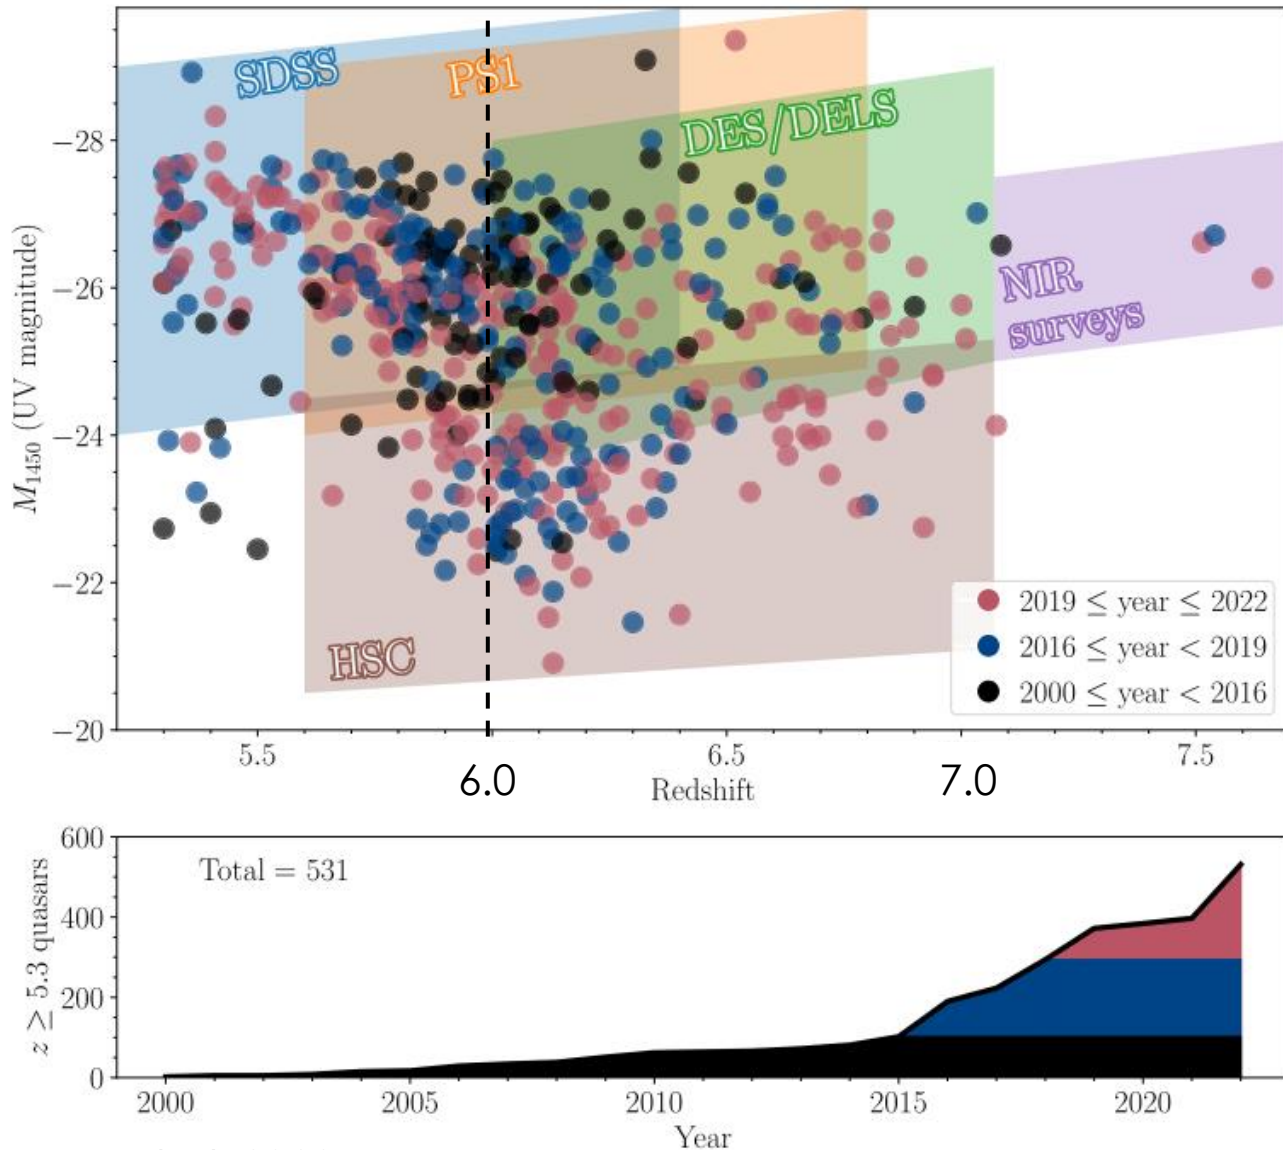 SDSS
PS1
DES/DELS
NIR
surveys
HSC
−28
−26
−24
−22
−20
M1450 (UV magnitude)
2019 ≤ year ≤ 2022
2016 ≤ year < 2019
2000 ≤ year < 2016
5.5
6.0
6.5
7.0
7.5
Redshift
600
400
200
0
z ≥ 5.3 quasars
Total = 531
2000
2005
2010
2015
2020
Year